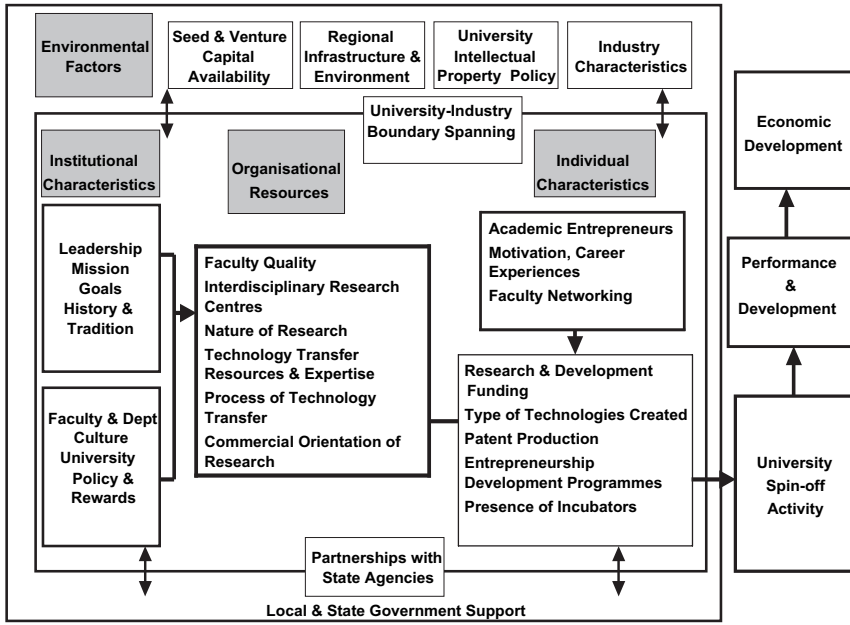 Environmental
Factors
Seed & Venture
Capital
Availability
Regional
Infrastructure &
Environment
University
Intellectual
Property Policy
Industry
Characteristics
University-Industry
Boundary Spanning
Institutional
Characteristics
Organisational
Resources
Individual
Characteristics
Leadership
Mission
Goals
History &
Tradition
Faculty & Dept
Culture
University
Policy &
Rewards
Faculty Quality
Interdisciplinary Research
Centres
Nature of Research
Technology Transfer
Resources & Expertise
Process of Technology
Transfer
Commercial Orientation of
Research
Academic Entrepreneurs
Motivation, Career
Experiences
Faculty Networking
Research & Development
Funding
Type of Technologies Created
Patent Production
Entrepreneurship
Development Programmes
Presence of Incubators
Partnerships with
State Agencies
Local & State Government Support
Economic
Development
Performance
&
Development
University
Spin-off
Activity